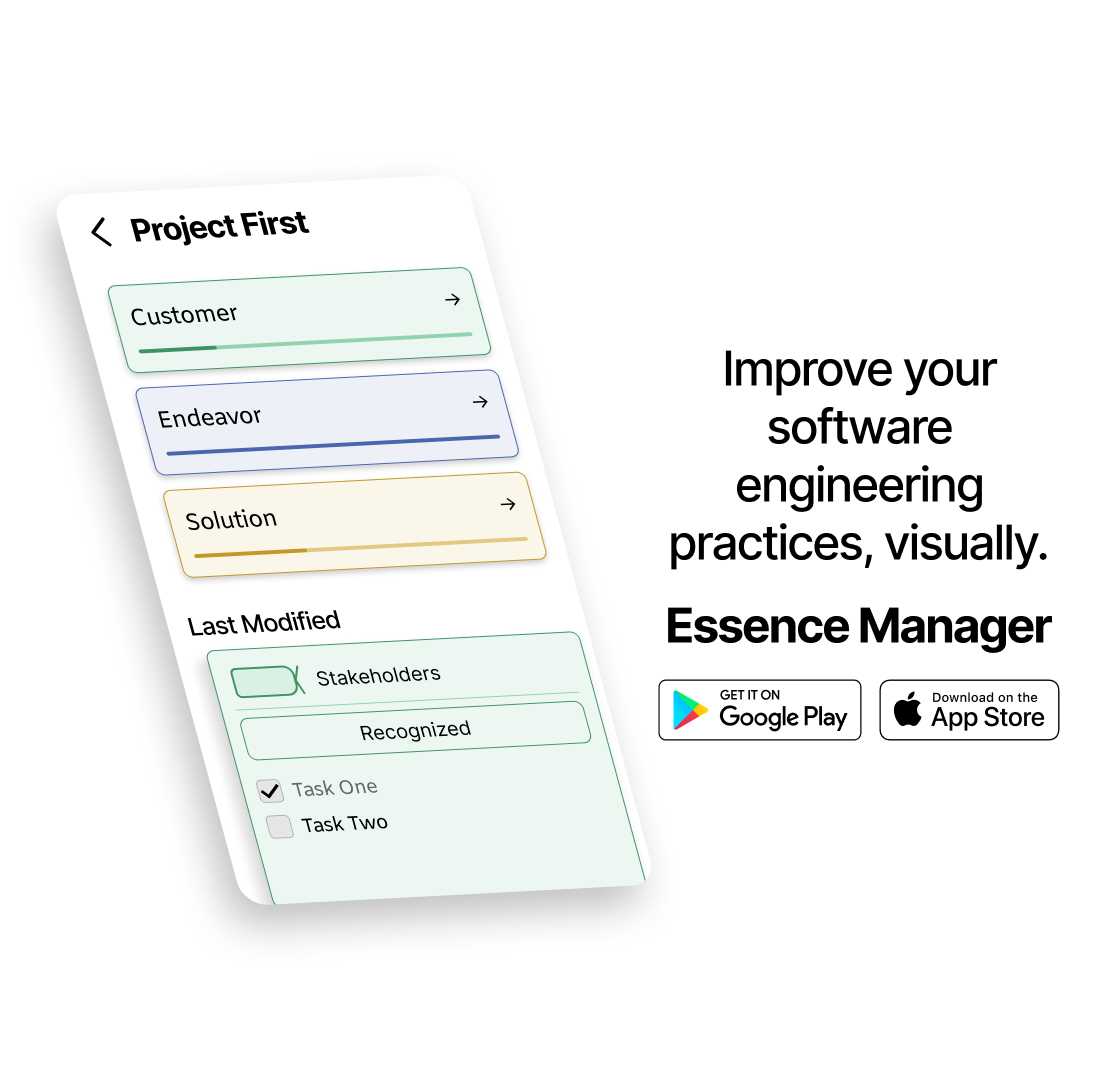 Project First
Customer
Endeavor
Solution
Last Modified
Stakeholders
Recognized
Task One
Task Two
Improve your
software
engineering
practices, visually.
Essence Manager
GET IT ON
Google Play
Download on the
App Store